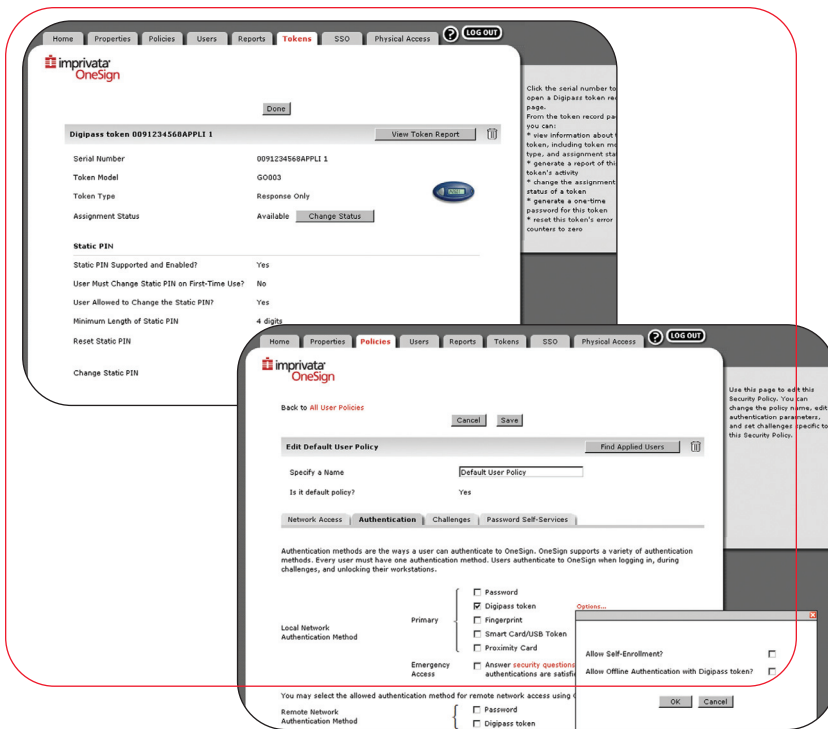 Home Properties Policies Users Reports Tokens SSO Physical Access ? LOG OUT
imprivata
OneSign
Done
Digipass token 0091234568APPLI 1 View Token Report
Serial Number 0091234568APPLI 1
Token Model GO003
Token Type Response Only
Assignment Status Available Change Status
Static PIN
Static PIN Supported and Enabled? Yes
User Must Change Static PIN on First-Time Use? No
User Allowed to Change the Static PIN? Yes
Minimum Length of Static PIN 4 digits
Reset Static PIN
Change Static PIN
Click the serial number to
open a Digipass token
page.
From the token record
you can:
* view information about
token, including token
type, and assignment
* generate a report of
token's activity
* change the assignment
status of a token
* generate a one-time
password for this token
* reset this token's error
counters to zero
Home Properties Policies Users Reports Tokens SSO Physical Access ? LOG OUT
imprivata
OneSign
Back to All User Policies
Cancel Save
Edit Default User Policy Find Applied Users
Specify a Name Default User Policy
Is it default policy? Yes
Network Access Authentication Challenges Password Self-Services
Authentication methods are the ways a user can authenticate to OneSign. OneSign supports a variety of authentication
methods. Every user must have one authentication method. Users authenticate to OneSign when logging in, during
challenges, and unlocking their workstations.
Local Network
Authentication Method
Primary
Password
Digipass token Options...
Fingerprint
Smart Card/USB Token
Proximity Card
Emergency
Access
Answer security questions
authentications are
You may select the allowed authentication method for remote network access using
Remote Network
Authentication Method
Password
Digipass token
Allow Self-Enrollment?
Allow Offline Authentication with Digipass token?
OK Cancel
Use this page to edit this
Security Policy. You can
change the policy name, edit
authentication parameters,
and set challenges specific to
this Security Policy.